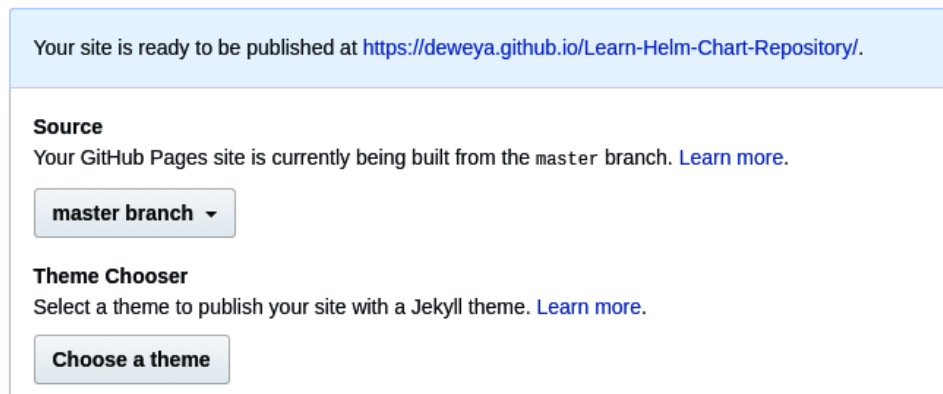 Your site is ready to be published at https://deweya.github.io/Learn-Helm-Chart-Repository/.
Source
Your GitHub Pages site is currently being built from the master branch. Learn more.
master branch
Theme Chooser
Select a theme to publish your site with a Jekyll theme. Learn more.
Choose a theme